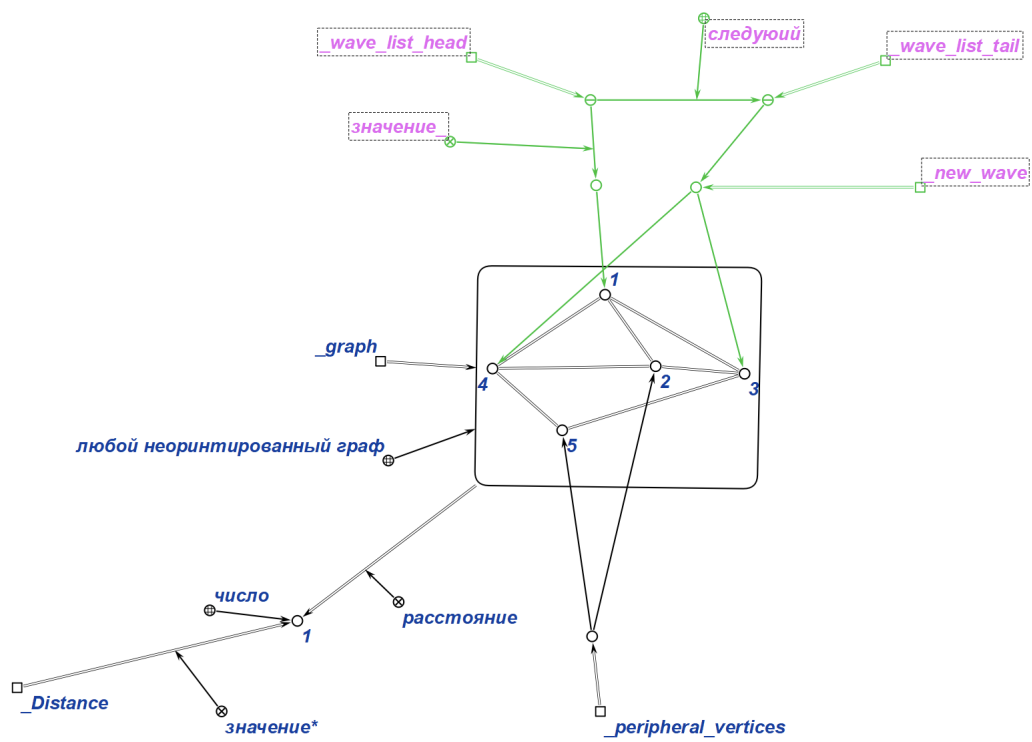 следуюий
_wave_list_head
_wave_list_tail
значение_
_new_wave
1
_graph
4
2
3
любой неоринтированный граф
5
число
расстояние
1
_Distance
значение*
_peripheral_vertices